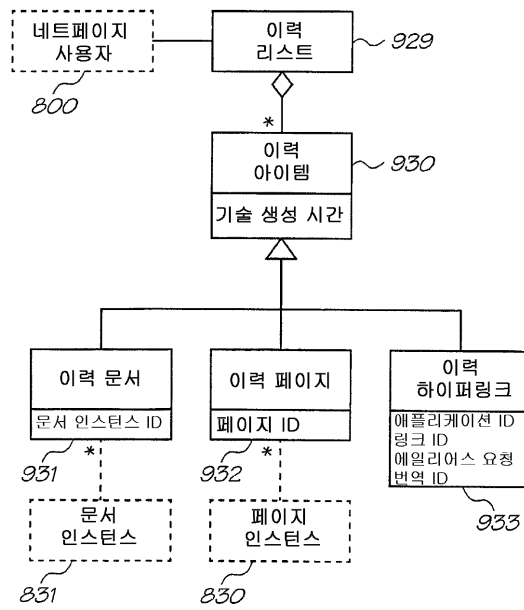 네트페이지
사용자
800
이력
리스트
929
*
이력
아이템
930
기술 생성 시간
이력 문서
문서 인스턴스 ID
931
*
문서
인스턴스
831
이력 페이지
페이지 ID
932
*
페이지
인스턴스
830
이력
하이퍼링크
애플리케이션 ID
링크 ID
에일리어스 요청
번역 ID
933